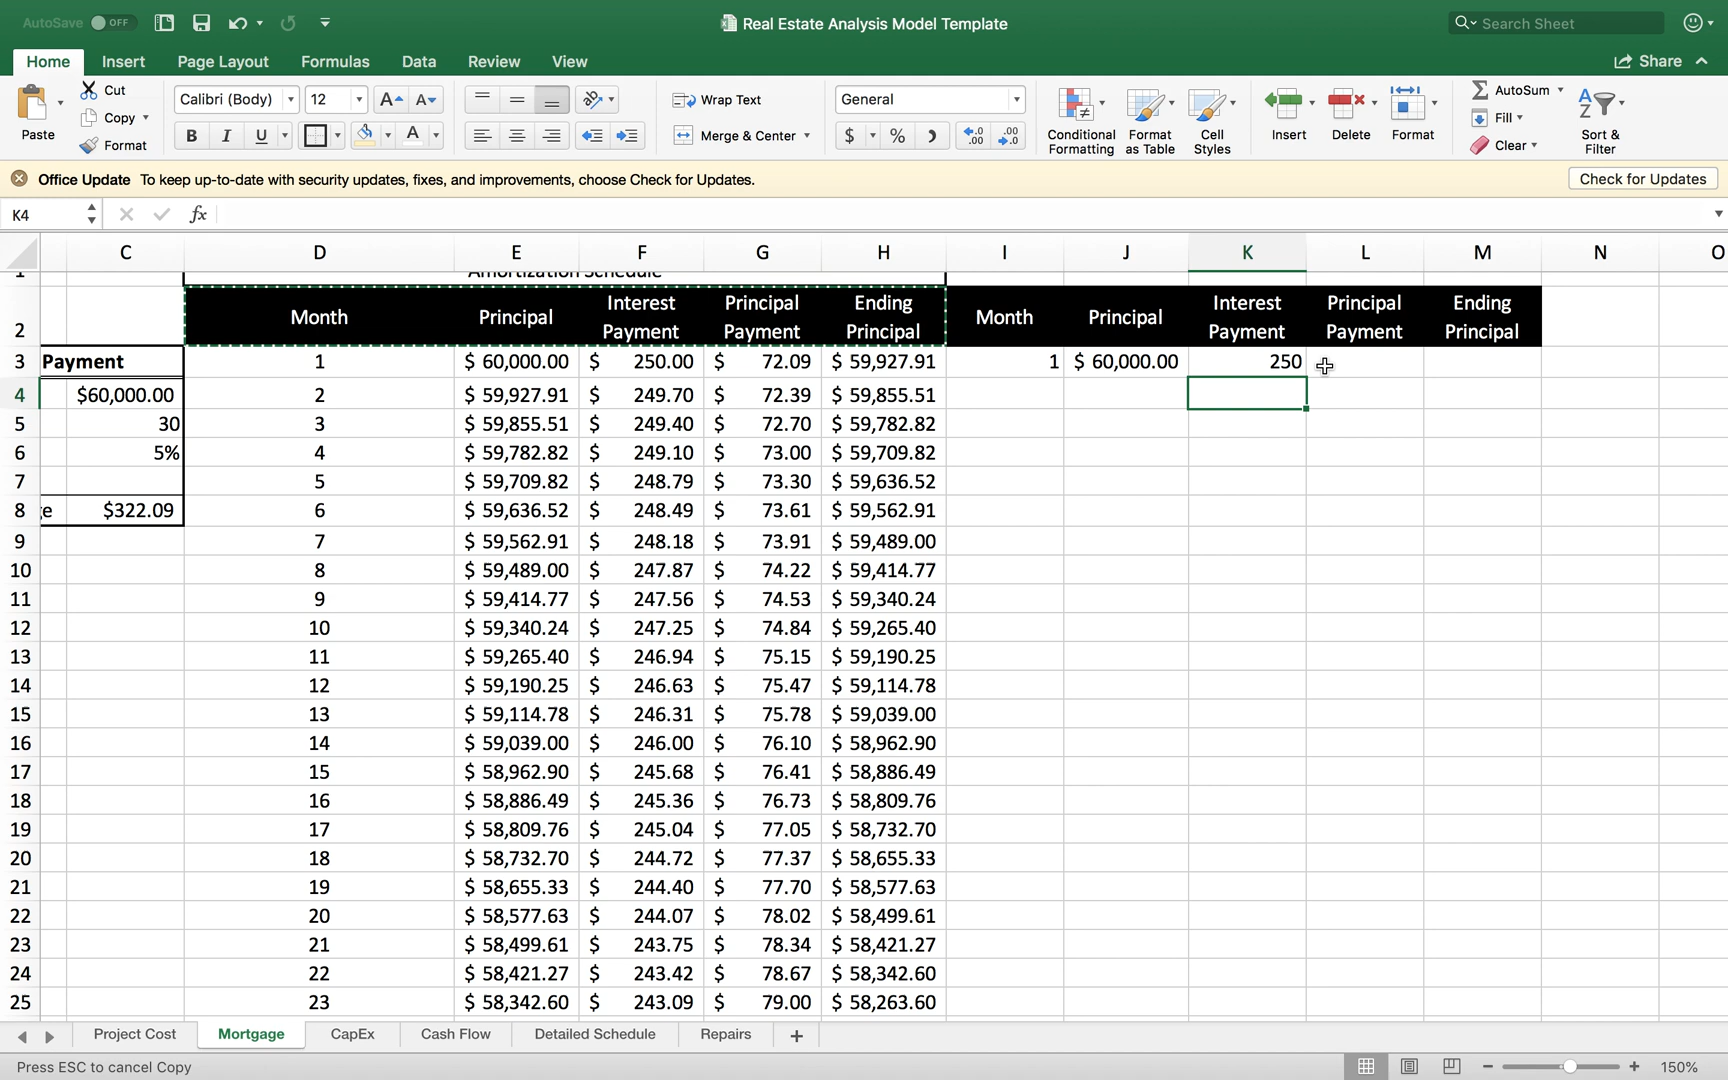 AutoSave OFF Real Estate Analysis Model Template Search Sheet
Home Insert Page Layout Formulas Data Review View Share
Paste Cut Copy Format
Calibri (Body) 12
B I U A
Wrap Text
Merge & Center
General
$ % 
Conditional Formatting
Format as Table
Cell Styles
Insert Delete Format
AutoSum
Fill
Clear
Sort & Filter
Office Update To keep up-to-date with security updates, fixes, and improvements, choose Check for Updates. Check for Updates
K4 fx
C D E F G H I J K L M N O
1 Amortization Schedule
2 Month Principal Interest Payment Principal Payment Ending Principal Month Principal Interest Payment Principal Payment Ending Principal
3 Payment 1 $ 60,000.00 $ 250.00 $ 72.09 $ 59,927.91 1 $ 60,000.00 250
4 $60,000.00 2 $ 59,927.91 $ 249.70 $ 72.39 $ 59,855.51
5 30 3 $ 59,855.51 $ 249.40 $ 72.70 $ 59,782.82
6 5% 4 $ 59,782.82 $ 249.10 $ 73.00 $ 59,709.82
7 5 $ 59,709.82 $ 248.79 $ 73.30 $ 59,636.52
8 e $322.09 6 $ 59,636.52 $ 248.49 $ 73.61 $ 59,562.91
9 7 $ 59,562.91 $ 248.18 $ 73.91 $ 59,489.00
10 8 $ 59,489.00 $ 247.87 $ 74.22 $ 59,414.77
11 9 $ 59,414.77 $ 247.56 $ 74.53 $ 59,340.24
12 10 $ 59,340.24 $ 247.25 $ 74.84 $ 59,265.40
13 11 $ 59,265.40 $ 246.94 $ 75.15 $ 59,190.25
14 12 $ 59,190.25 $ 246.63 $ 75.47 $ 59,114.78
15 13 $ 59,114.78 $ 246.31 $ 75.78 $ 59,039.00
16 14 $ 59,039.00 $ 246.00 $ 76.10 $ 58,962.90
17 15 $ 58,962.90 $ 245.68 $ 76.41 $ 58,886.49
18 16 $ 58,886.49 $ 245.36 $ 76.73 $ 58,809.76
19 17 $ 58,809.76 $ 245.04 $ 77.05 $ 58,732.70
20 18 $ 58,732.70 $ 244.72 $ 77.37 $ 58,655.33
21 19 $ 58,655.33 $ 244.40 $ 77.70 $ 58,577.63
22 20 $ 58,577.63 $ 244.07 $ 78.02 $ 58,499.61
23 21 $ 58,499.61 $ 243.75 $ 78.34 $ 58,421.27
24 22 $ 58,421.27 $ 243.42 $ 78.67 $ 58,342.60
25 23 $ 58,342.60 $ 243.09 $ 79.00 $ 58,263.60
Project Cost Mortgage CapEx Cash Flow Detailed Schedule Repairs +
Press ESC to cancel Copy 150%